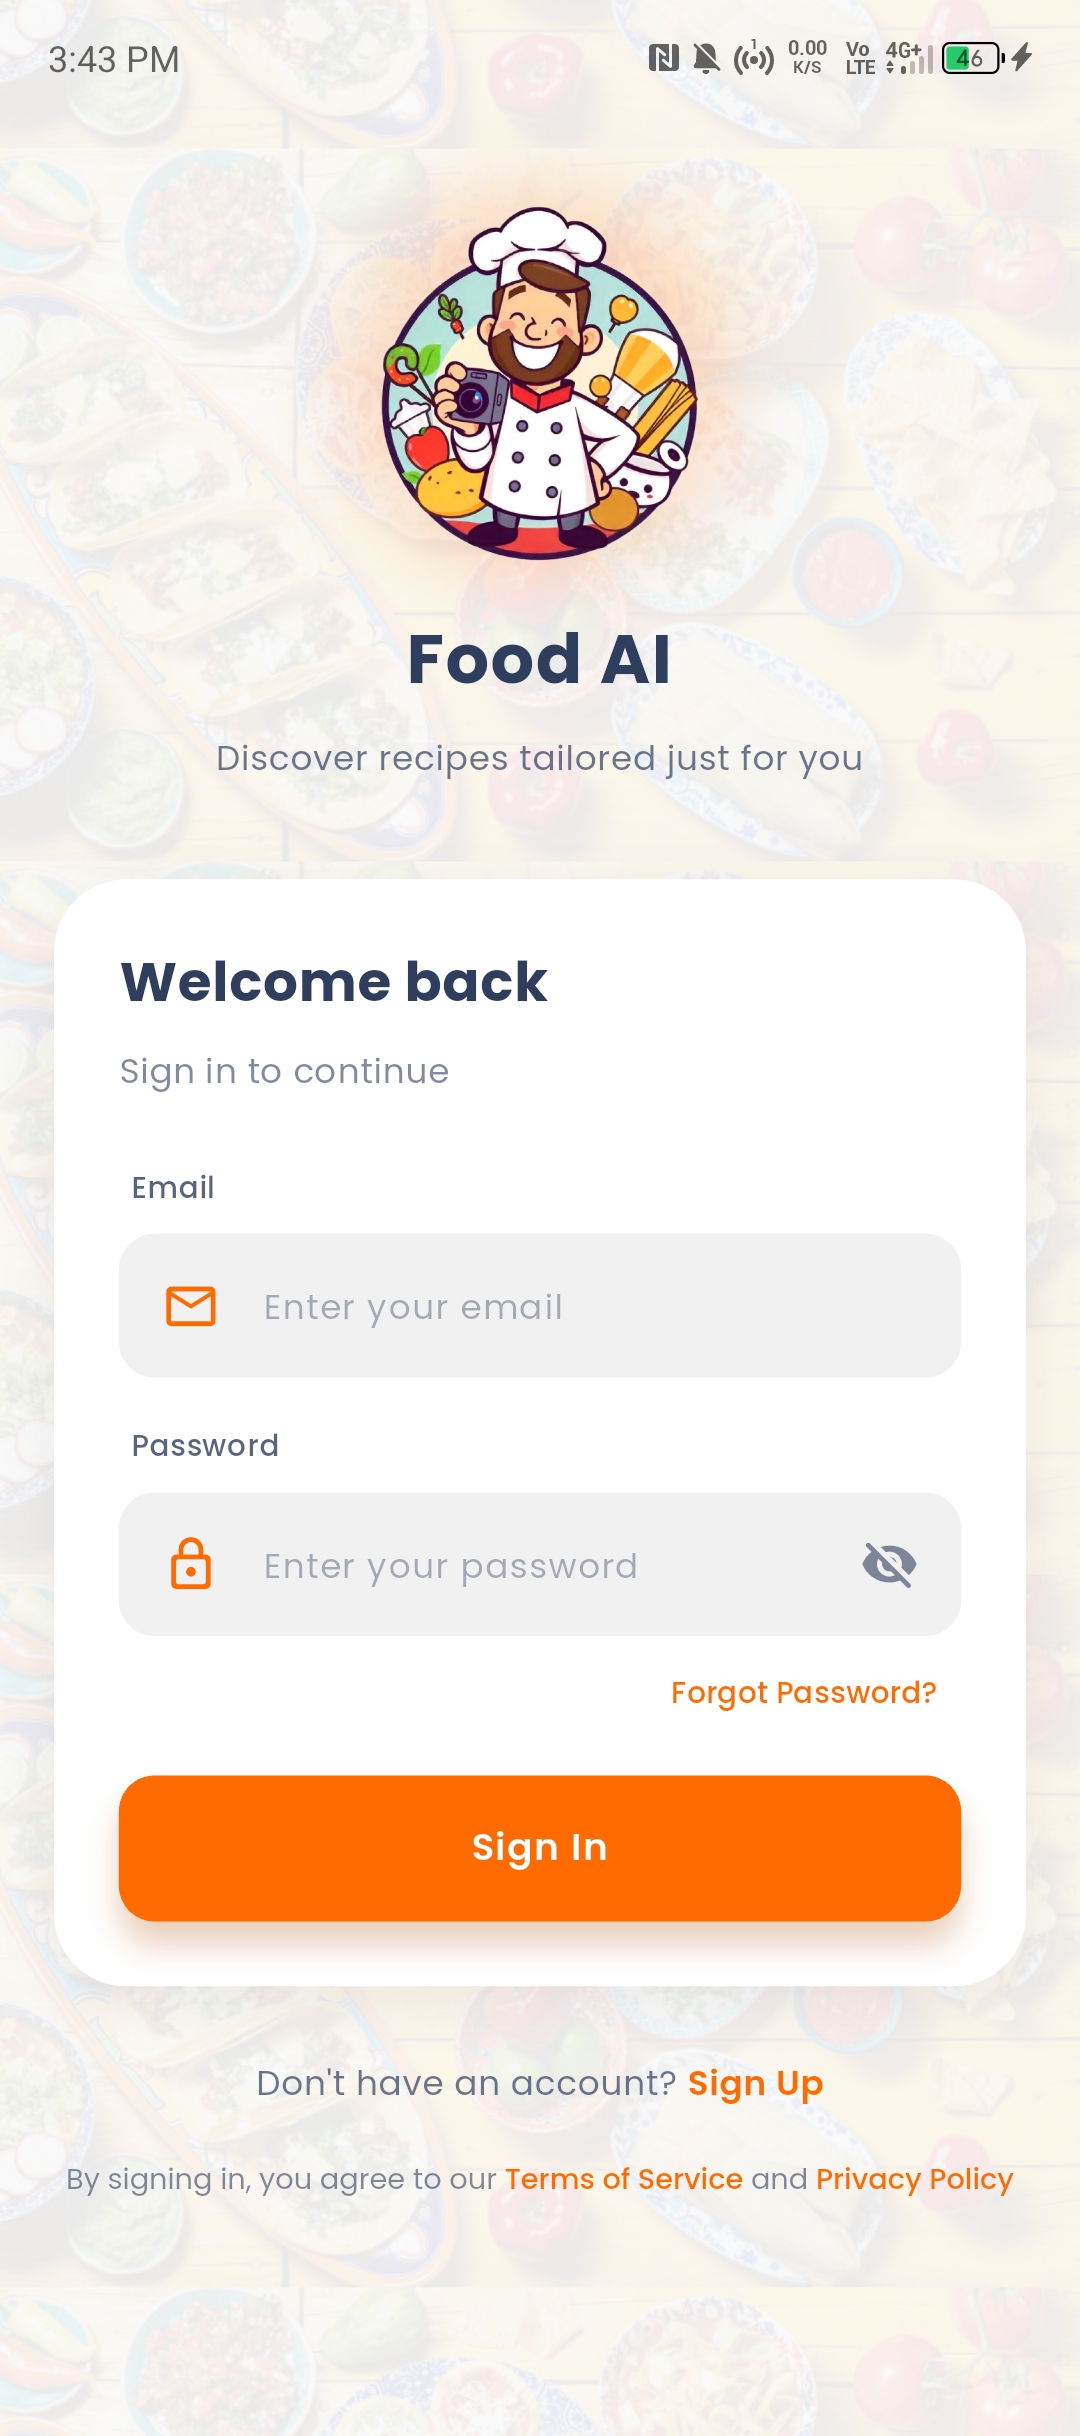 3:43 PM
1
0.00 K/S
Vo LTE
4G+
46
Food AI
Discover recipes tailored just for you
Welcome back
Sign in to continue
Email
Enter your email
Password
Enter your password
Forgot Password?
Sign In
Don't have an account? Sign Up
By signing in, you agree to our Terms of Service and Privacy Policy